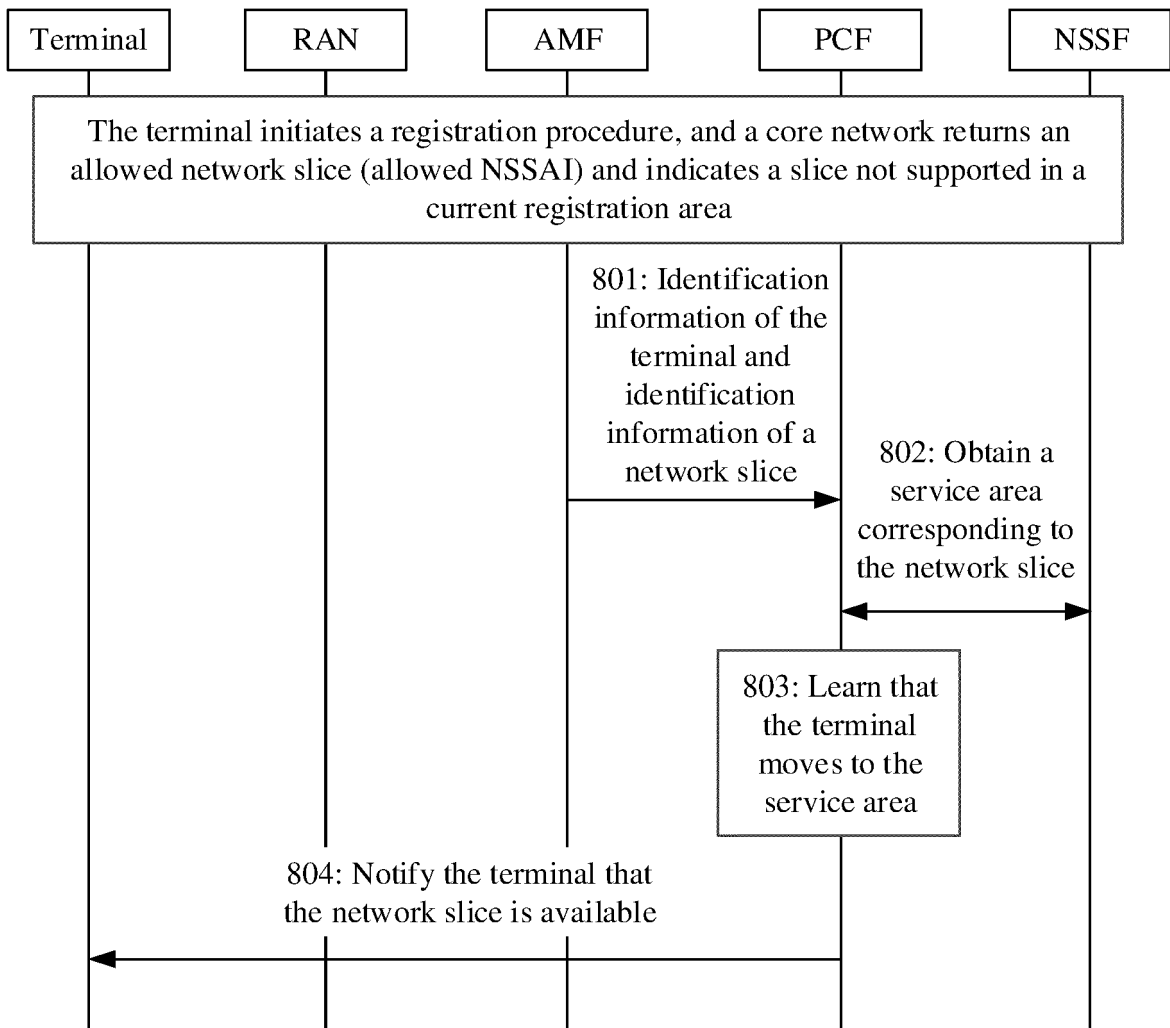 Terminal
RAN
AMF
PCF
NSSF
The terminal initiates a registration procedure, and a core network returns an
allowed network slice (allowed NSSAI) and indicates a slice not supported in a
current registration area
801: Identification
information of the
terminal and
identification
information of a
network slice
802: Obtain a
service area
corresponding to
the network slice
803: Learn that
the terminal
moves to the
service area
804: Notify the terminal that
the network slice is available